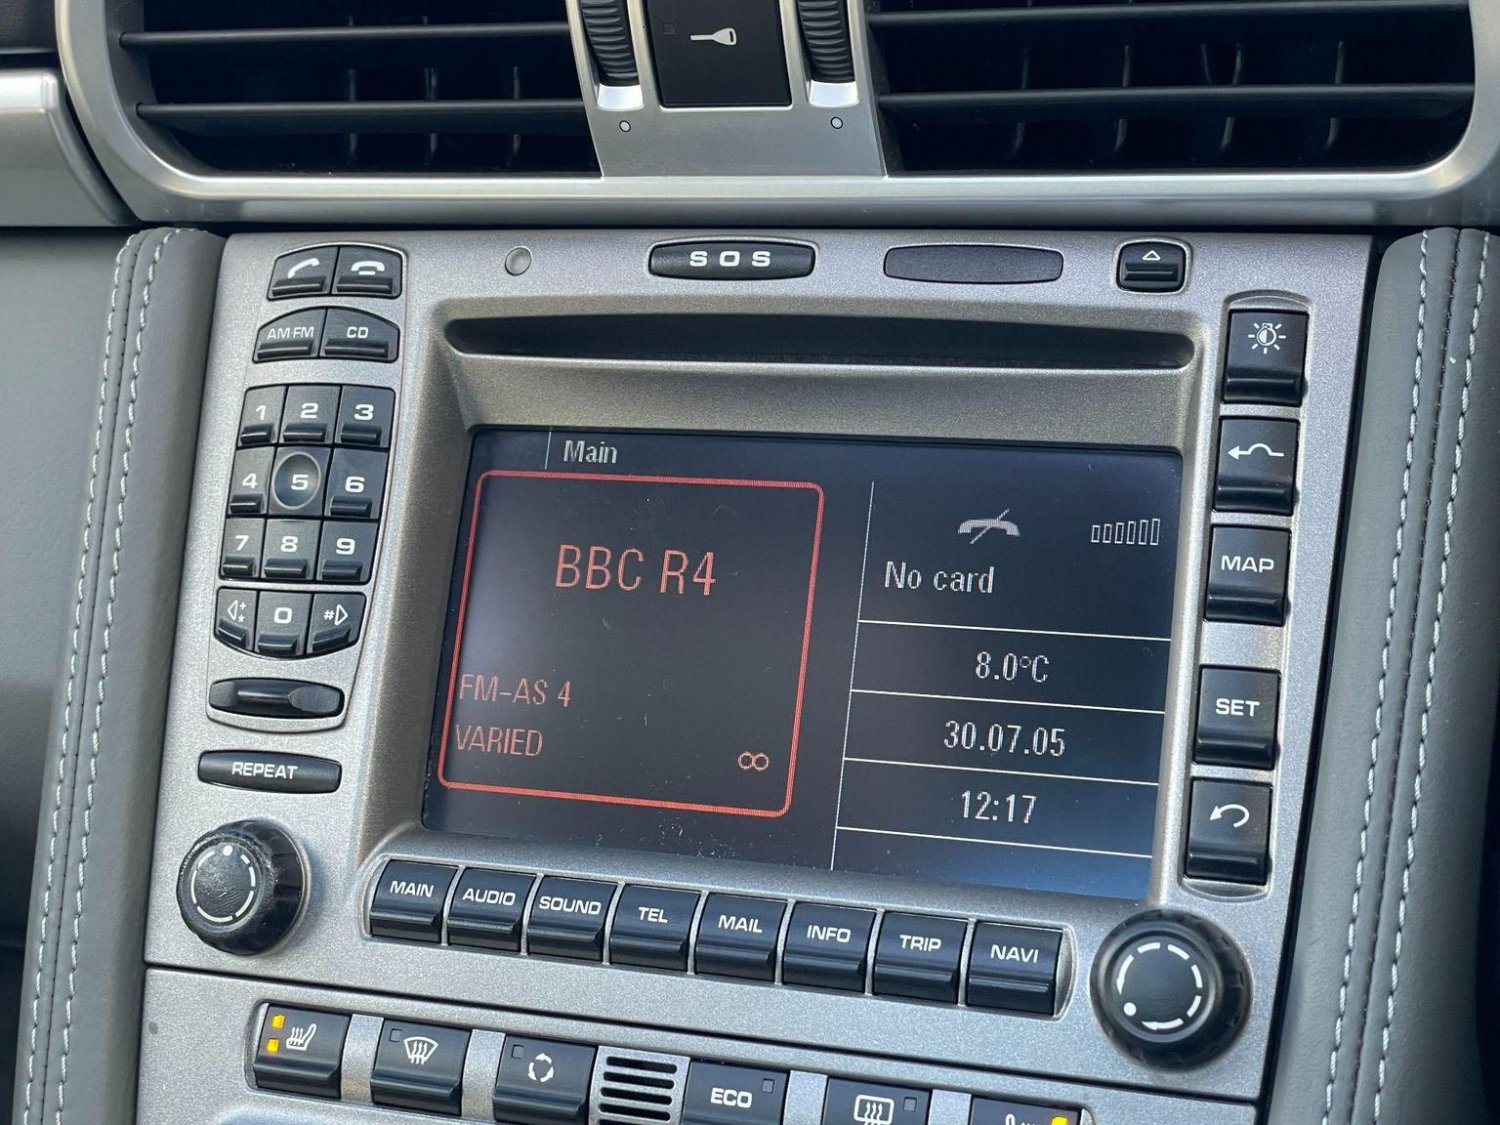 SOS
AM·FM CD
1 2 3
4 5 6
7 8 9
* 0 #
REPEAT
Main
BBC R4
FM-AS 4
VARIED
No card
8.0°C
30.07.05
12:17
MAP
SET
MAIN AUDIO SOUND TEL MAIL INFO TRIP NAVI
ECO